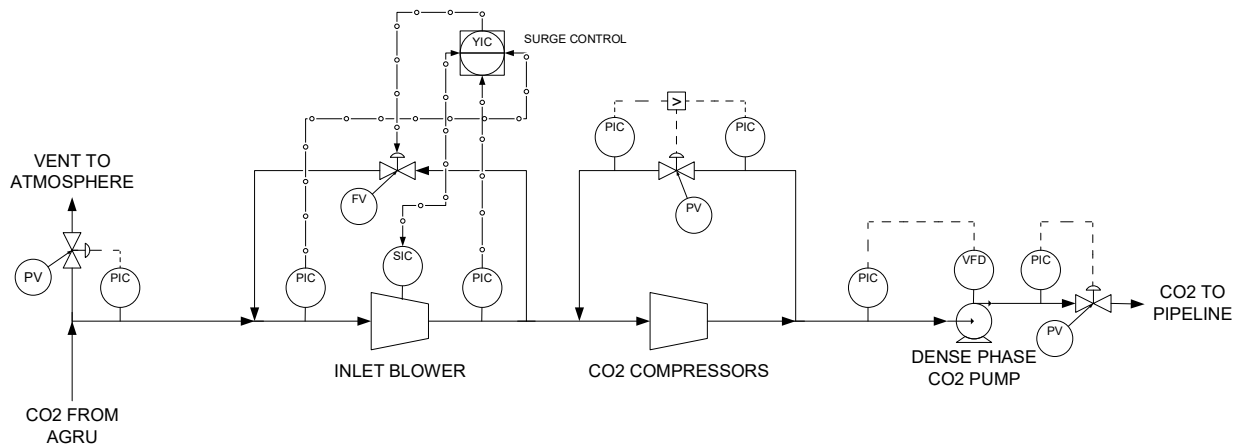 YIC
SURGE CONTROL
>
PIC
PIC
VENT TO
ATMOSPHERE
FV
PV
SIC
PV
PIC
PIC
PIC
PIC
VFD
PIC
CO2 TO
PIPELINE
PV
INLET BLOWER
CO2 COMPRESSORS
DENSE PHASE
CO2 PUMP
CO2 FROM
AGRU